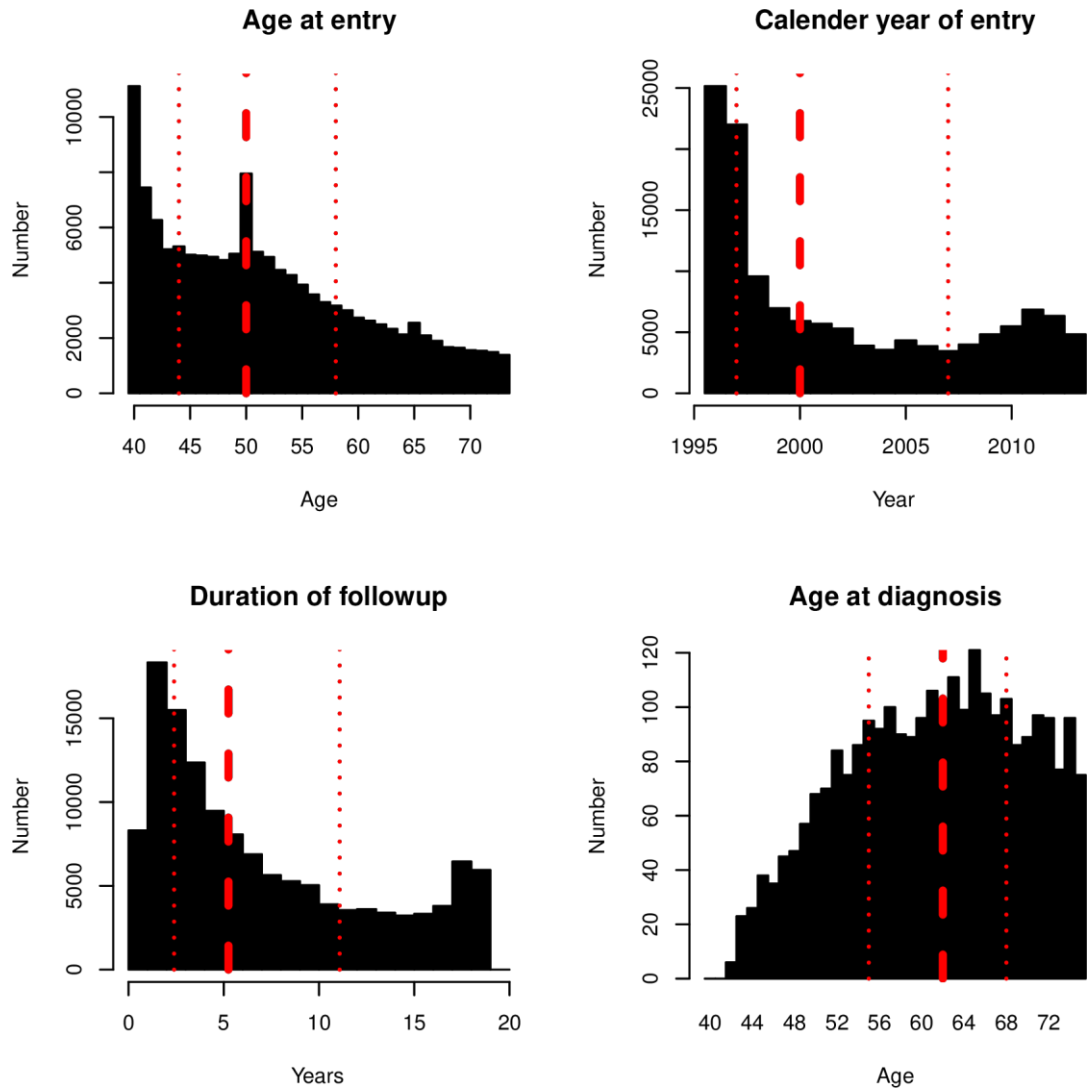 Age at entry
Number
0
2000
6000
10000
40 45 50 55 60 65 70
Age
Calender year of entry
Number
0
5000
15000
25000
1995 2000 2005 2010
Year
Duration of followup
Number
0
5000
10000
15000
0 5 10 15 20
Years
Age at diagnosis
Number
0
20
40
60
80
100
120
40 44 48 52 56 60 64 68 72
Age